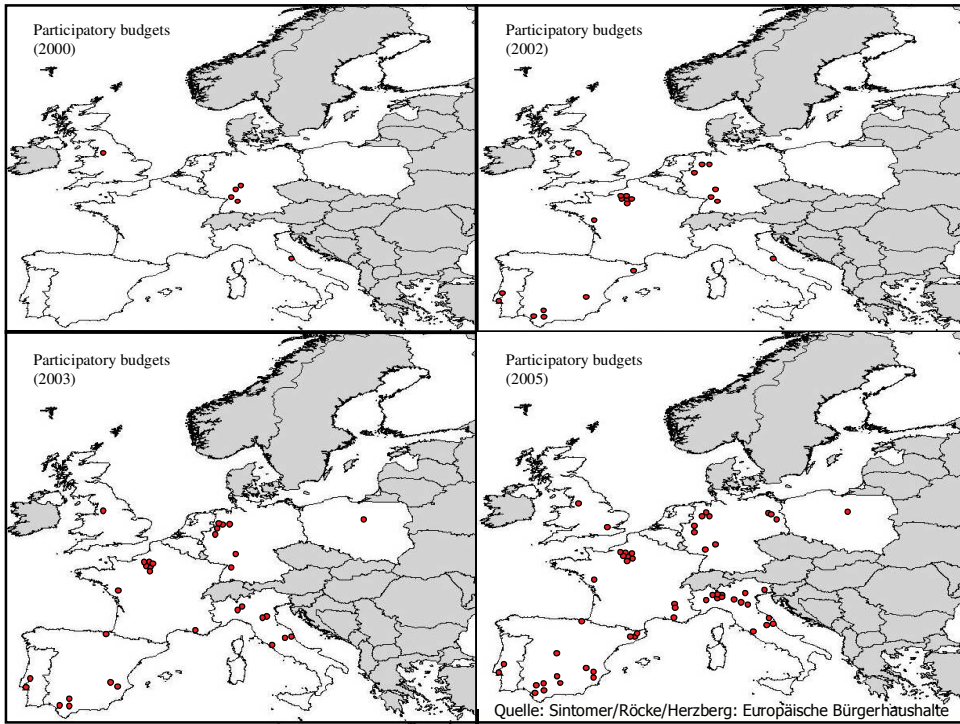 Participatory budgets
(2000)
Participatory budgets
(2002)
Participatory budgets
(2003)
Participatory budgets
(2005)
Quelle: Sintomer/Röcke/Herzberg: Europäische Bürgerhaushalte